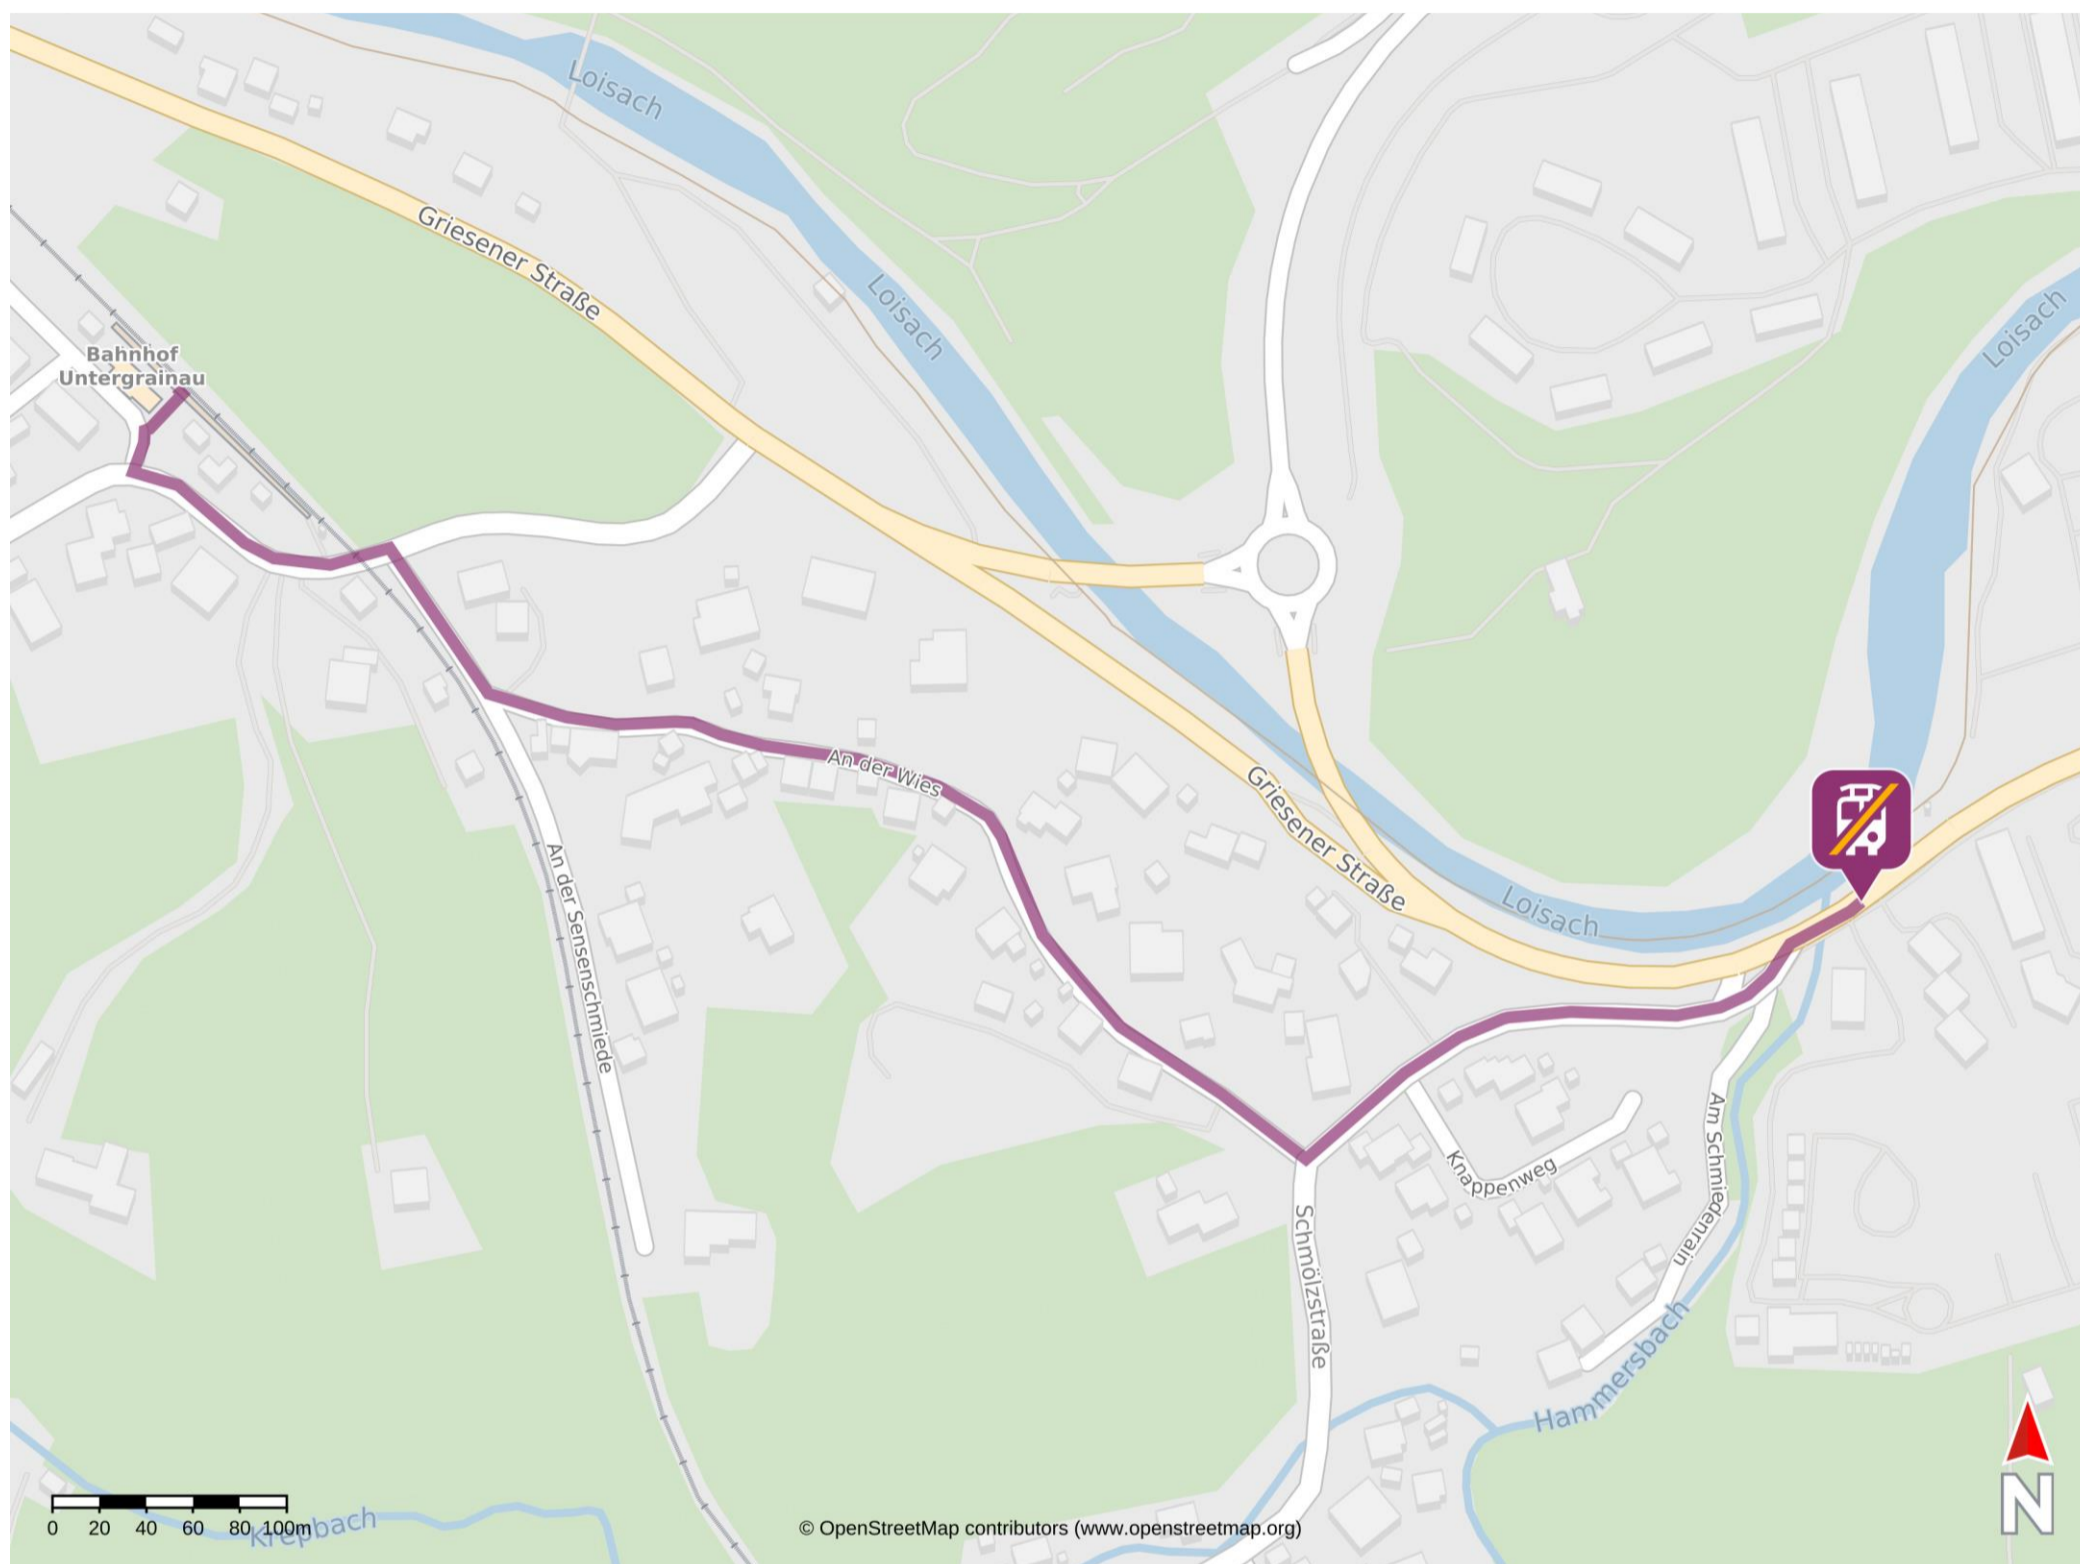 Loisach
Griesener Straße
Loisach
Loisach
Bahnhof
Untergrainau
An der Wies
Griesener Straße
An der Sensenschmiede
Loisach
Knappenweg
Am Schmiedenrain
Schmölzstraße
Hammersbach
0 20 40 60 80 100m
Krepbach
© OpenStreetMap contributors (www.openstreetmap.org)
N